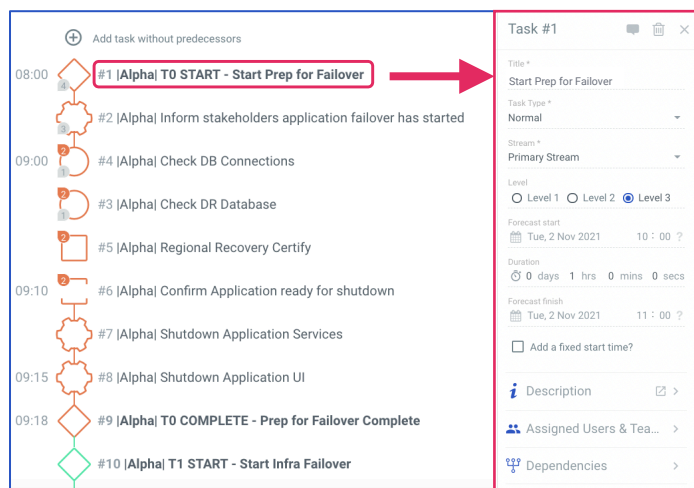 Add task without predecessors
08:00
4
#1 |Alpha| T0 START - Start Prep for Failover
3
#2 |Alpha| Inform stakeholders application failover has started
09:00
2
1
#4 |Alpha| Check DB Connections
2
1
#3 |Alpha| Check DR Database
2
#5 |Alpha| Regional Recovery Certify
09:10
2
#6 |Alpha| Confirm Application ready for shutdown
#7 |Alpha| Shutdown Application Services
09:15
#8 |Alpha| Shutdown Application UI
09:18
#9 |Alpha| T0 COMPLETE - Prep for Failover Complete
#10 |Alpha| T1 START - Start Infra Failover
Task #1
Title *
Start Prep for Failover
Task Type *
Normal
Stream *
Primary Stream
Level
Level 1 Level 2 Level 3
Forecast start
Tue, 2 Nov 2021 10 : 00 ?
Duration
0 days 1 hrs 0 mins 0 secs
Forecast finish
Tue, 2 Nov 2021 11 : 00 ?
Add a fixed start time?
i Description
Assigned Users & Tea...
Dependencies